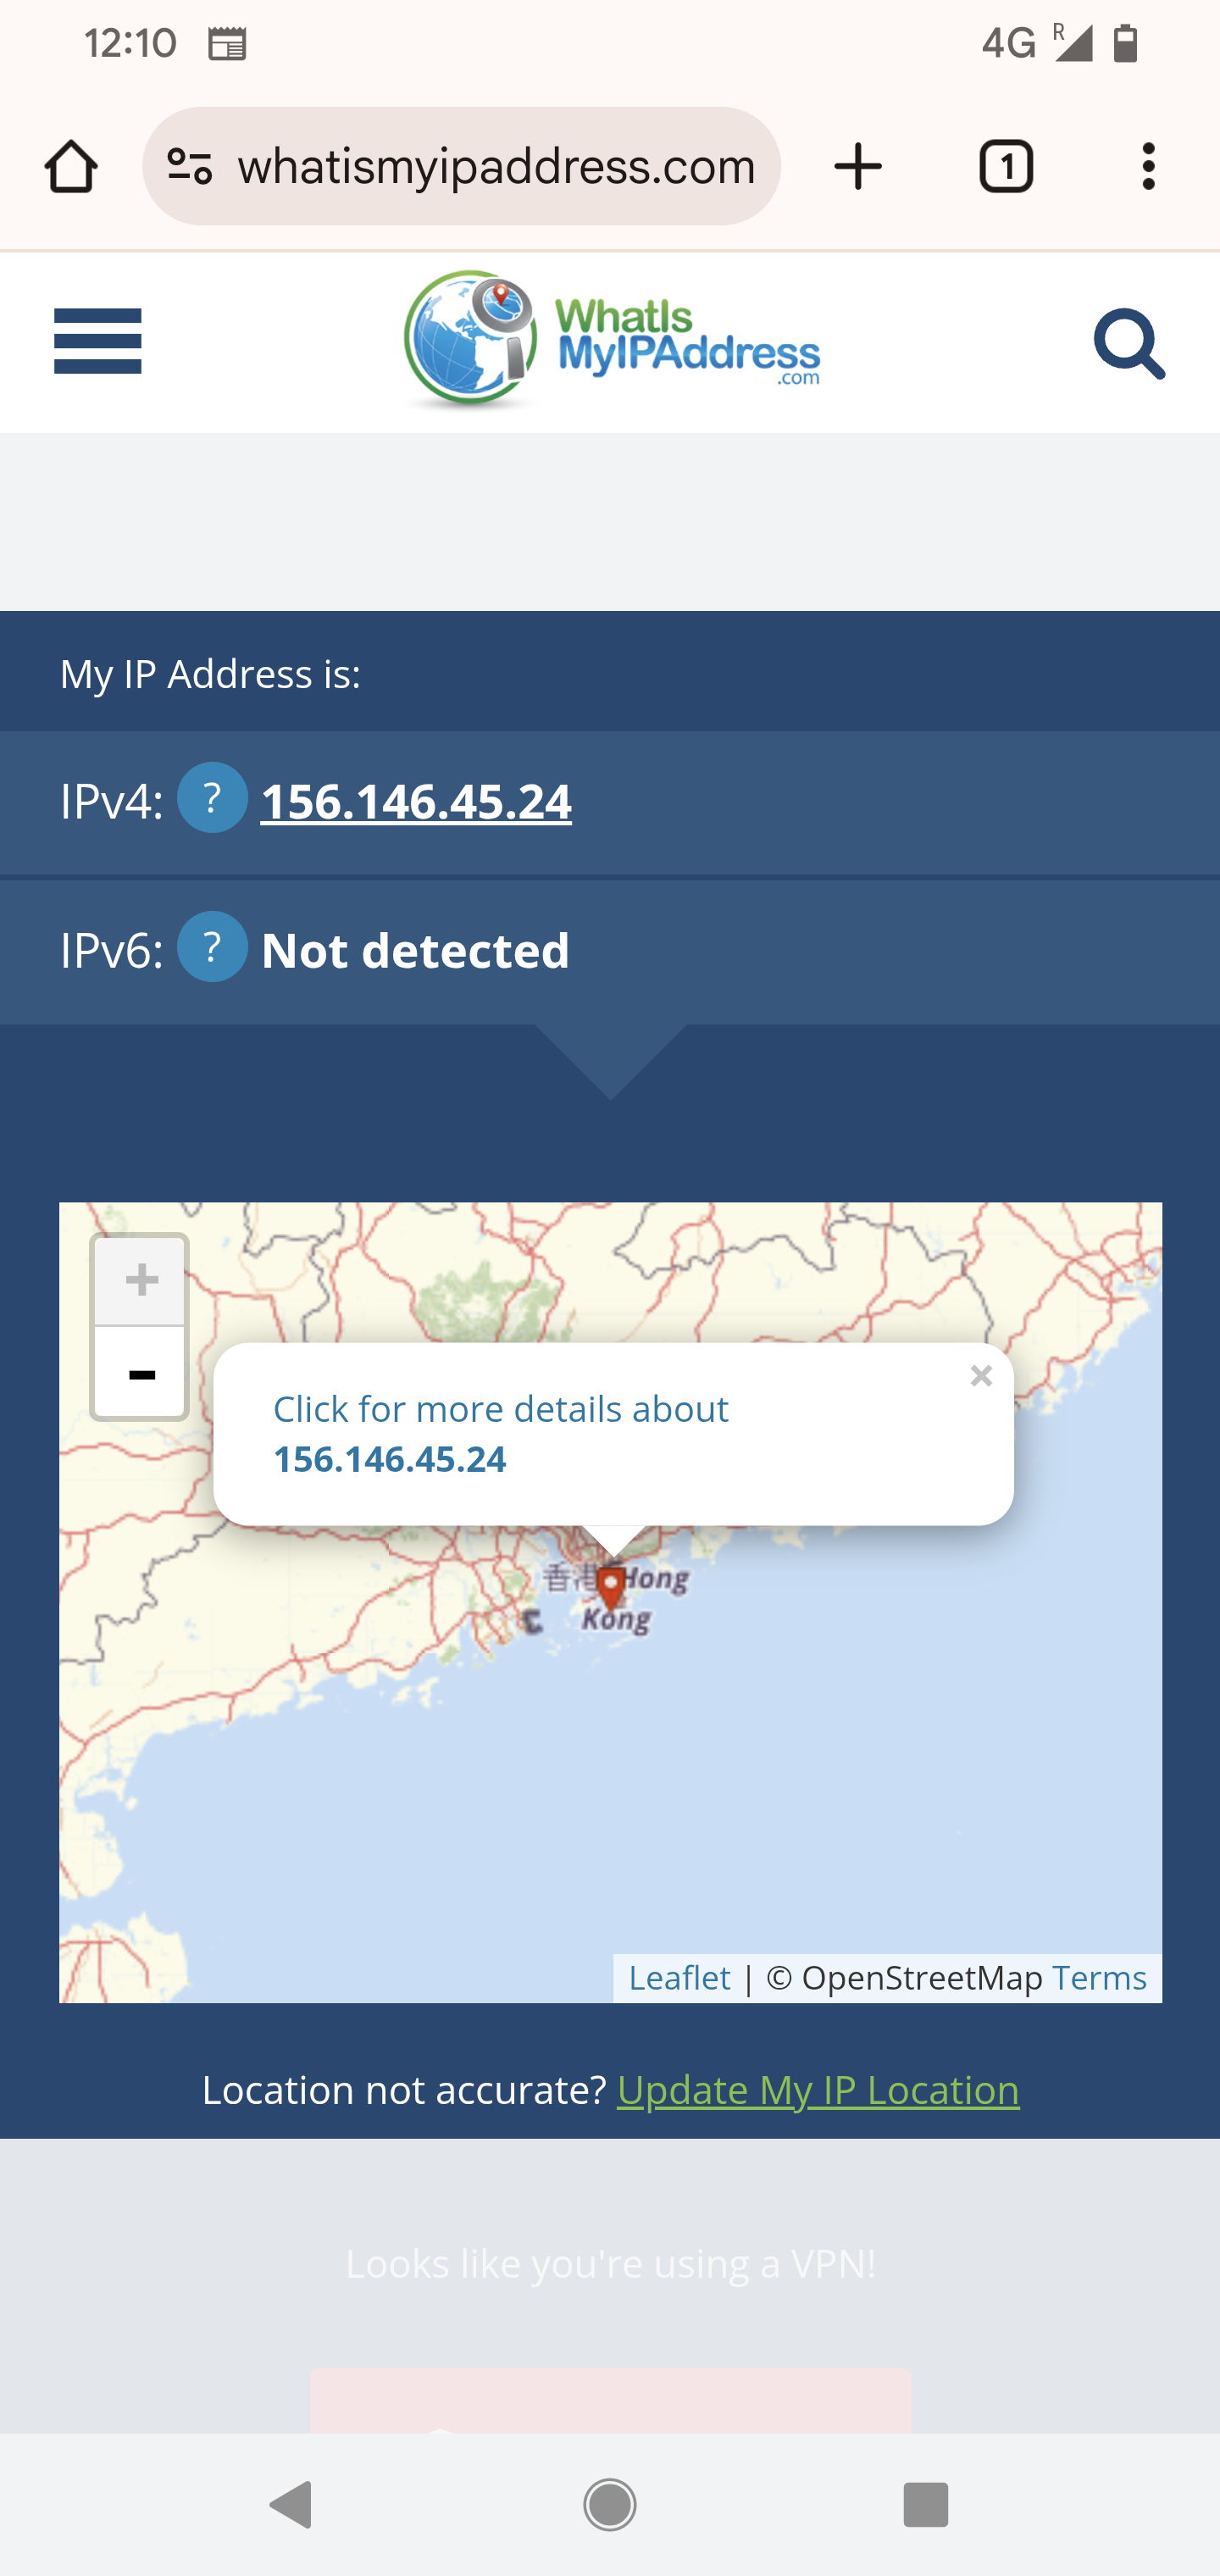 12:10
4G R
whatismyipaddress.com
1
WhatIs
MyIPAddress
.com
My IP Address is:
IPv4: ? 156.146.45.24
IPv6: ? Not detected
+
-
Click for more details about
156.146.45.24
×
香港 Hong
Kong
Leaflet | © OpenStreetMap Terms
Location not accurate? Update My IP Location
Looks like you're using a VPN!